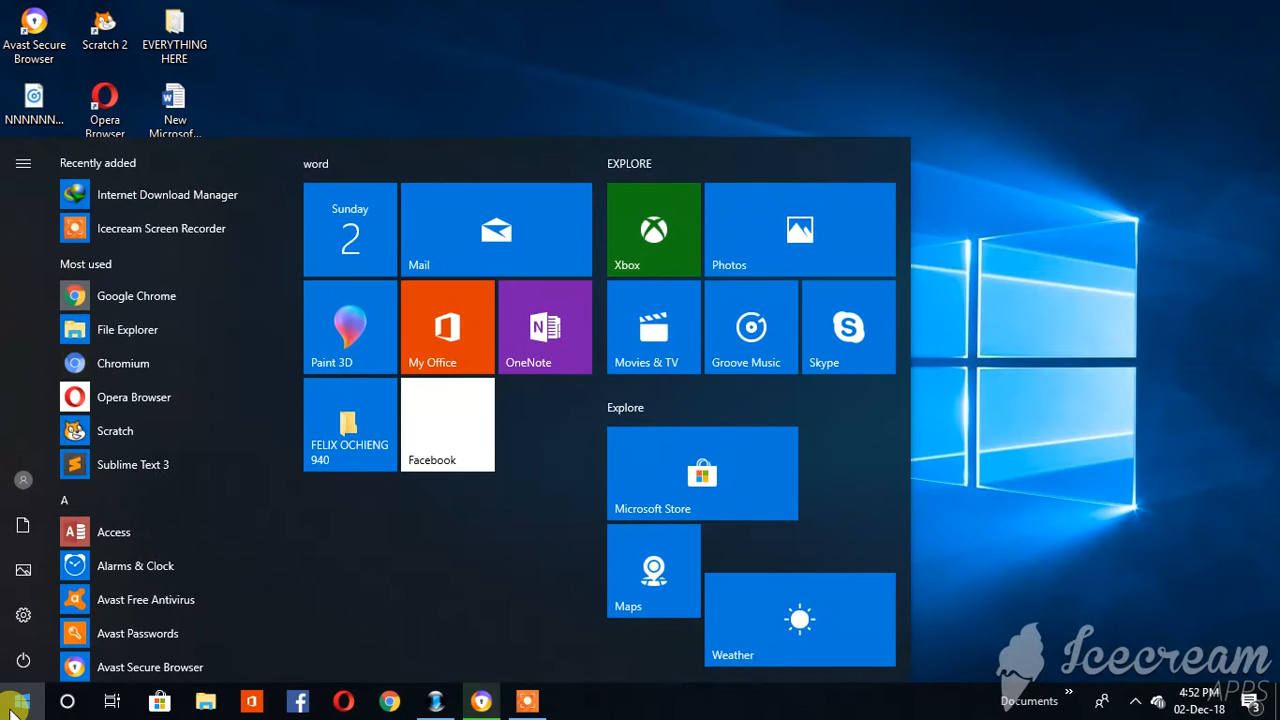 Avast Secure
Browser
Scratch 2
EVERYTHING
HERE
NNNNNN...
Opera
Browser
New
Microsof...
Recently added
Internet Download Manager
Icecream Screen Recorder
Most used
Google Chrome
File Explorer
Chromium
Opera Browser
Scratch
Sublime Text 3
A
Access
Alarms & Clock
Avast Free Antivirus
Avast Passwords
Avast Secure Browser
word
Sunday
2
Mail
Paint 3D
My Office
OneNote
FELIX OCHIENG
940
Facebook
EXPLORE
Xbox
Photos
Movies & TV
Groove Music
Skype
Explore
Microsoft Store
Maps
Weather
Icecream
APPS
Documents
4:52 PM
02-Dec-18
3